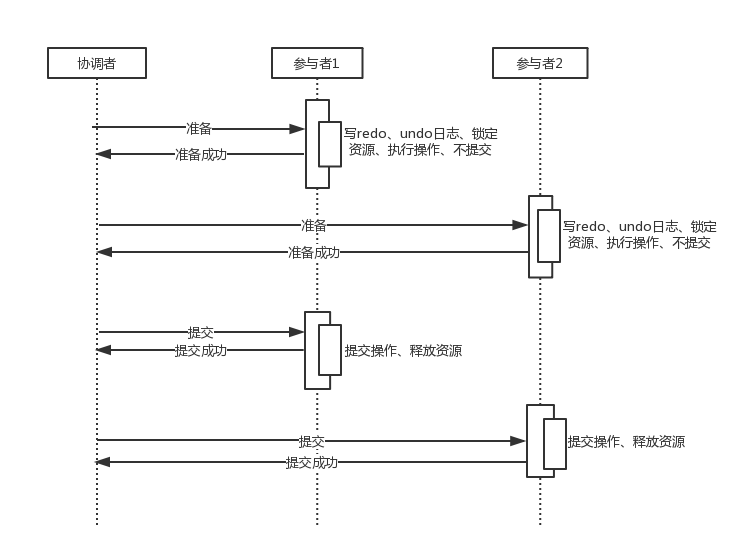 协调者
参与者1
参与者2
准备
写redo、undo日志、锁定
资源、执行操作、不提交
准备成功
准备
写redo、undo日志、锁定
资源、执行操作、不提交
准备成功
提交
提交成功
提交操作、释放资源
提交
提交操作、释放资源
提交成功